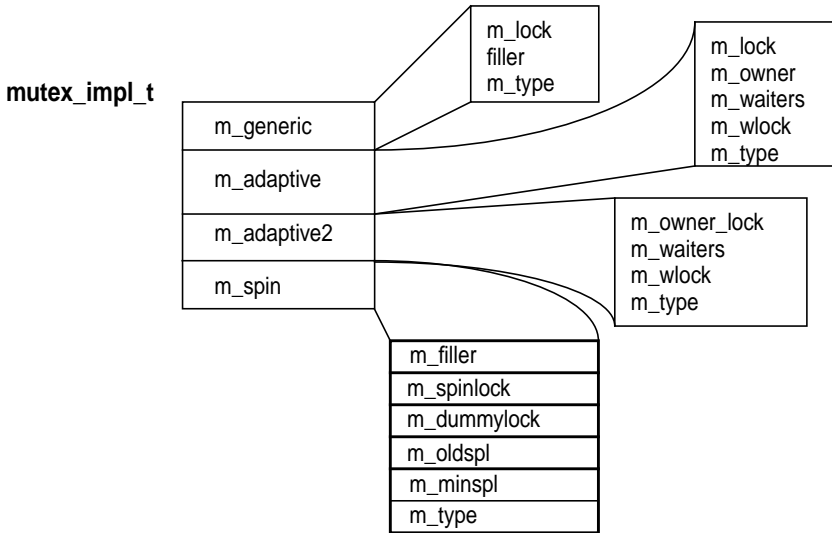 mutex_impl_t
m_generic
m_adaptive
m_adaptive2
m_spin
m_lock
filler
m_type
m_lock
m_owner
m_waiters
m_wlock
m_type
m_owner_lock
m_waiters
m_wlock
m_type
m_filler
m_spinlock
m_dummylock
m_oldspl
m_minspl
m_type